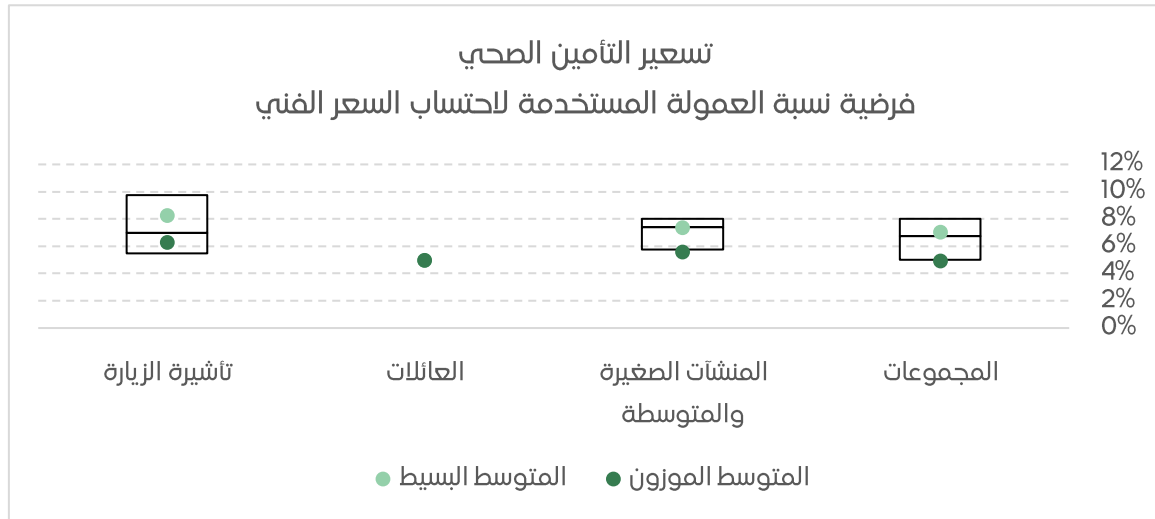 تسعير التأمين الصحي
فرضية نسبة العمولة المستخدمة لاحتساب السعر الفني
12%
10%
8%
6%
4%
2%
0%
المجموعات
المنشآت الصغيرة
والمتوسطة
العائلات
تأشيرة الزيارة
المتوسط الموزون
المتوسط البسيط